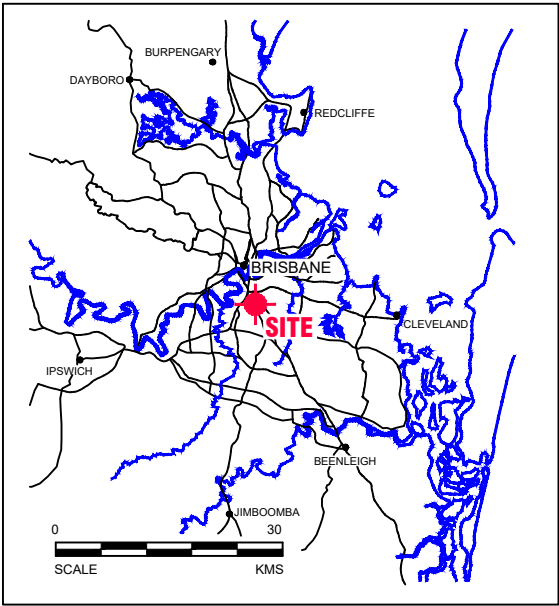 BURPENGARY
DAYBORO
REDCLIFFE
BRISBANE
SITE
CLEVELAND
IPSWICH
BEENLEIGH
JIMBOOMBA
0 30
SCALE KMS